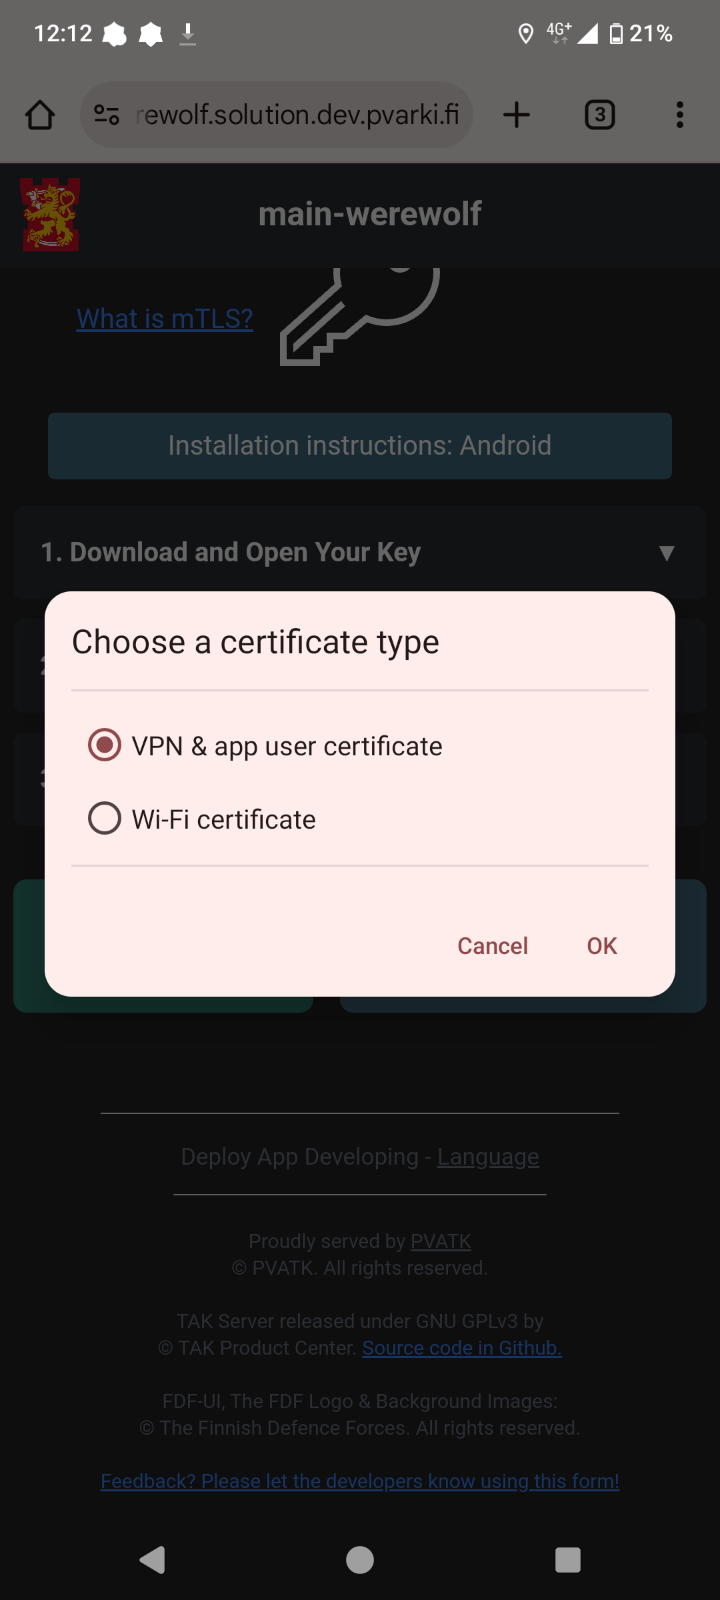 12:12
4G+
21%
rewolf.solution.dev.pvarki.fi
3
main-werewolf
What is mTLS?
Installation instructions: Android
1. Download and Open Your Key
Choose a certificate type
VPN & app user certificate
Wi-Fi certificate
Cancel
OK
Deploy App Developing - Language
Proudly served by PVATK
© PVATK. All rights reserved.
TAK Server released under GNU GPLv3 by
© TAK Product Center. Source code in Github.
FDF-UI, The FDF Logo & Background Images:
© The Finnish Defence Forces. All rights reserved.
Feedback? Please let the developers know using this form!